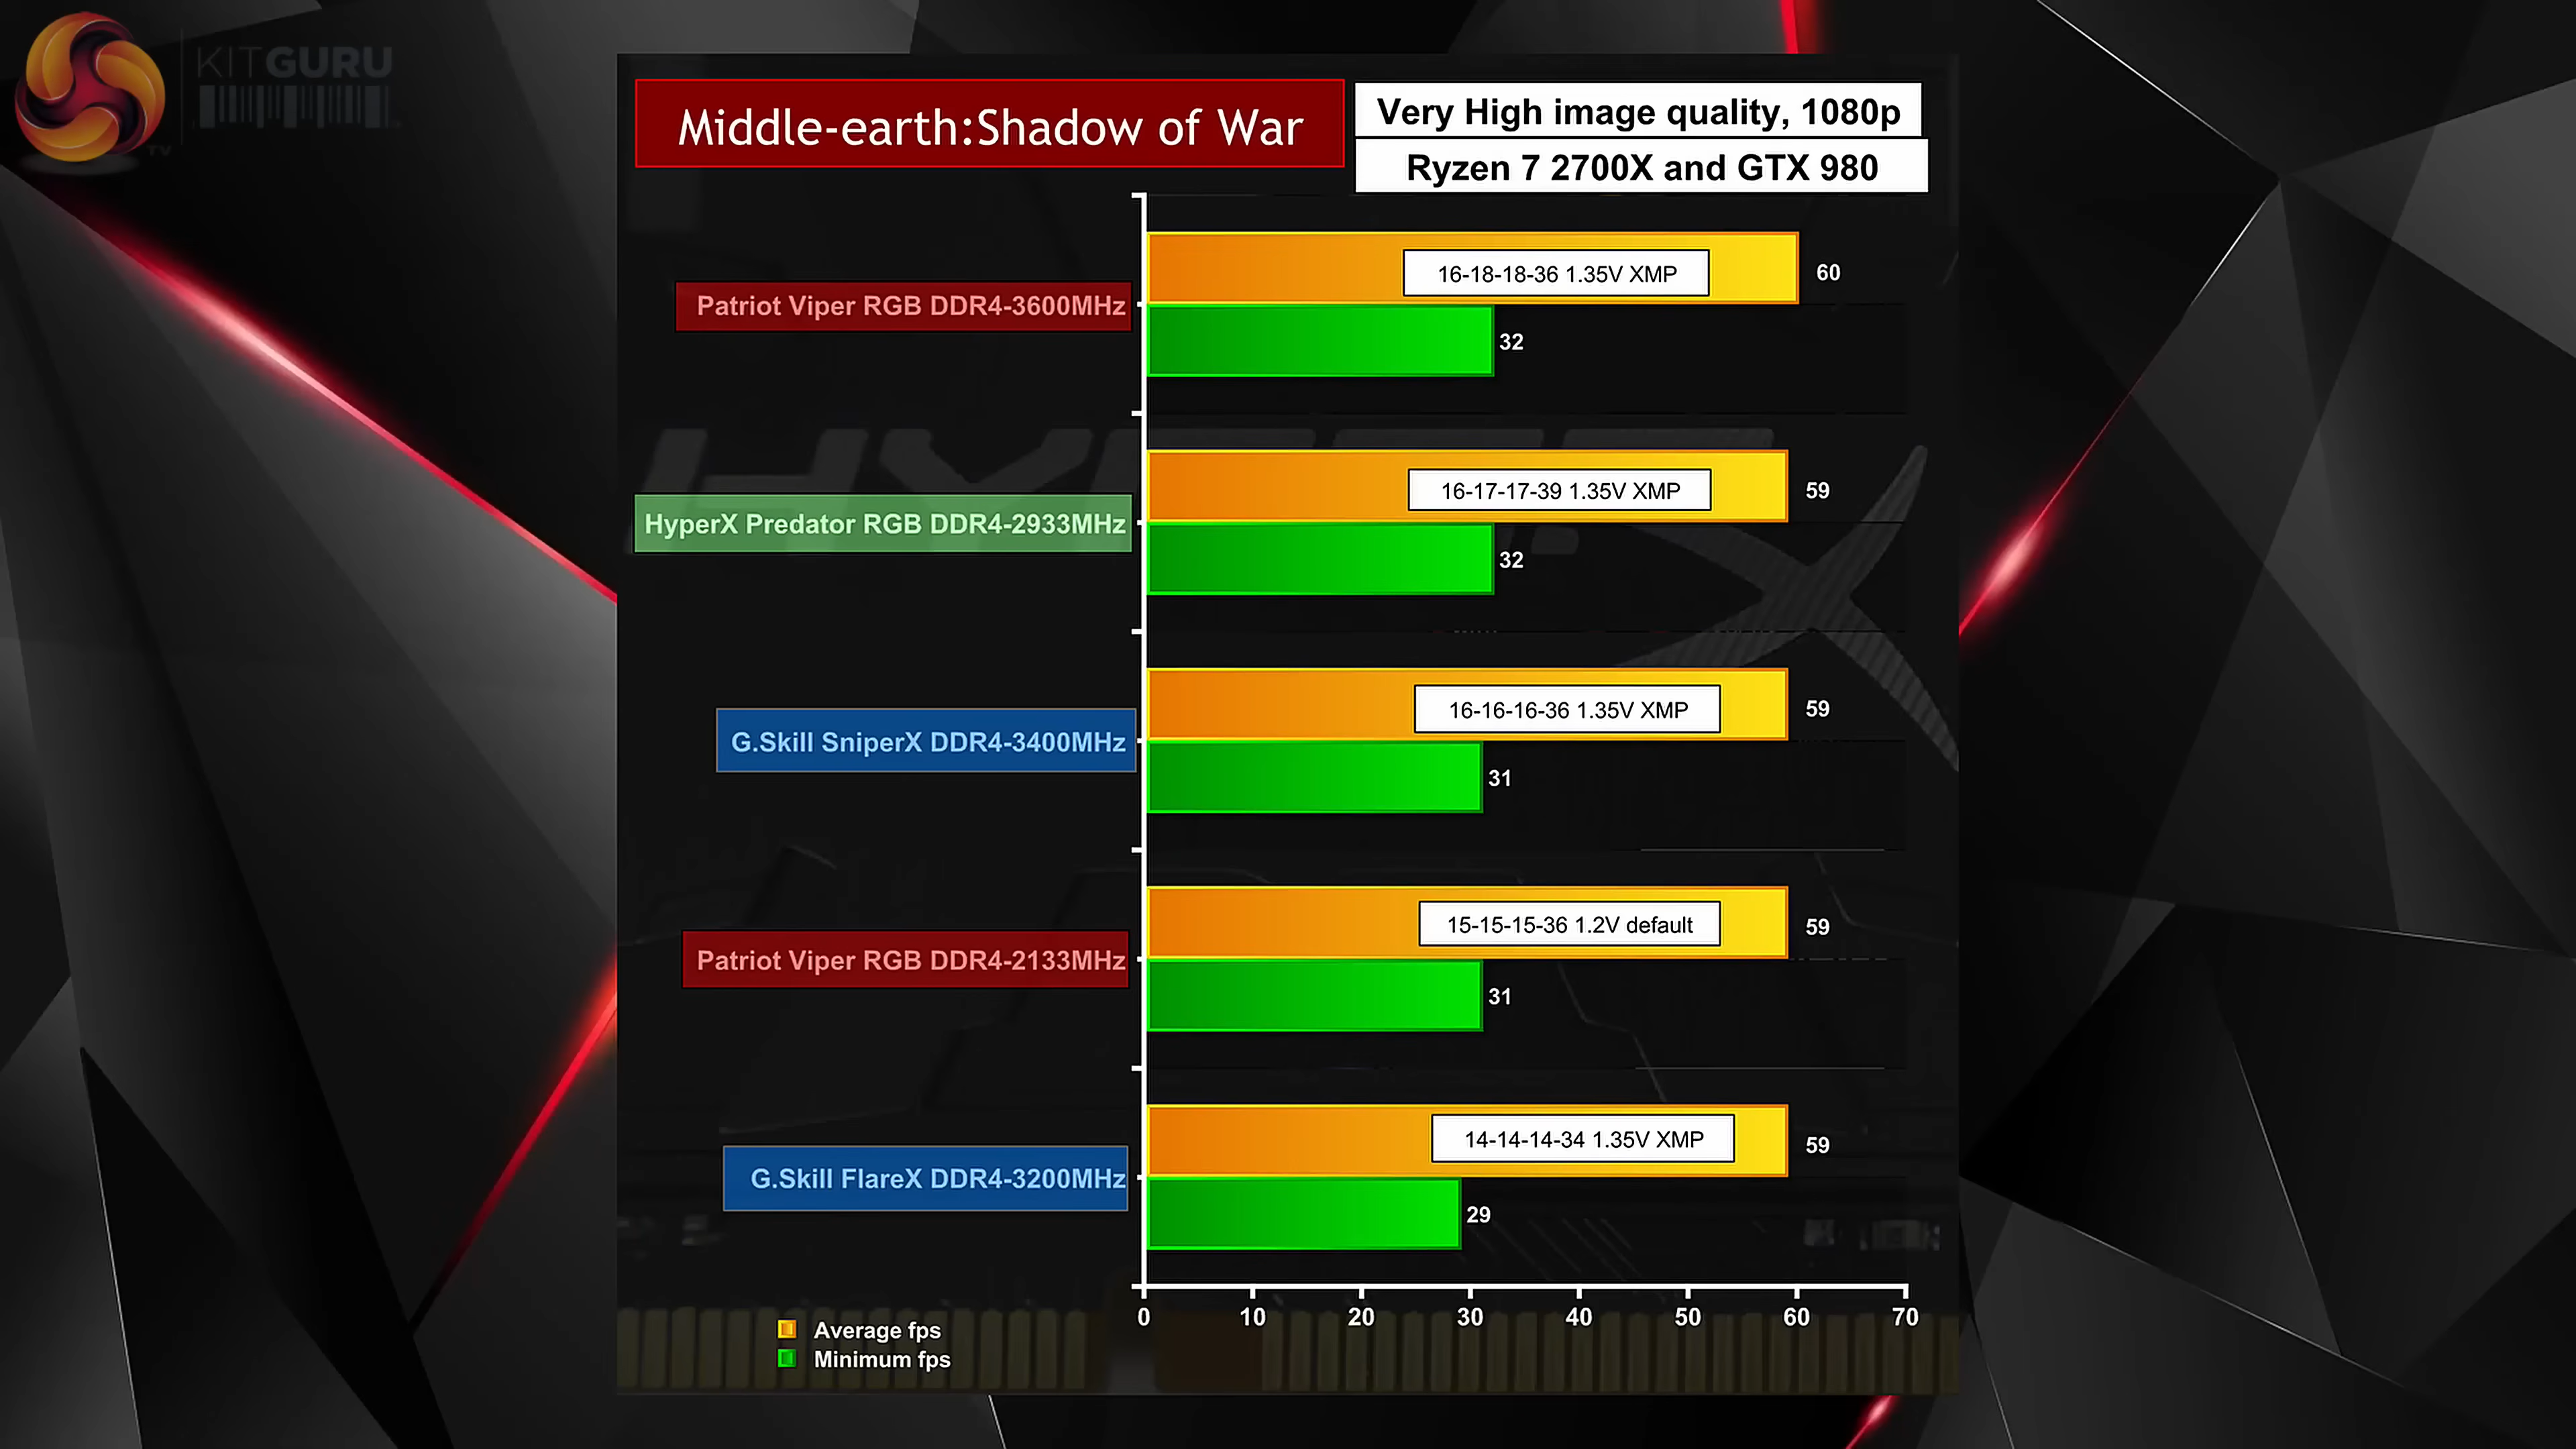 KITGURU
TV
Middle-earth:Shadow of War
Very High image quality, 1080p
Ryzen 7 2700X and GTX 980
Patriot Viper RGB DDR4-3600MHz
16-18-18-36 1.35V XMP
60
32
HyperX Predator RGB DDR4-2933MHz
16-17-17-39 1.35V XMP
59
32
G.Skill SniperX DDR4-3400MHz
16-16-16-36 1.35V XMP
59
31
Patriot Viper RGB DDR4-2133MHz
15-15-15-36 1.2V default
59
31
G.Skill FlareX DDR4-3200MHz
14-14-14-34 1.35V XMP
59
29
0 10 20 30 40 50 60 70
Average fps
Minimum fps